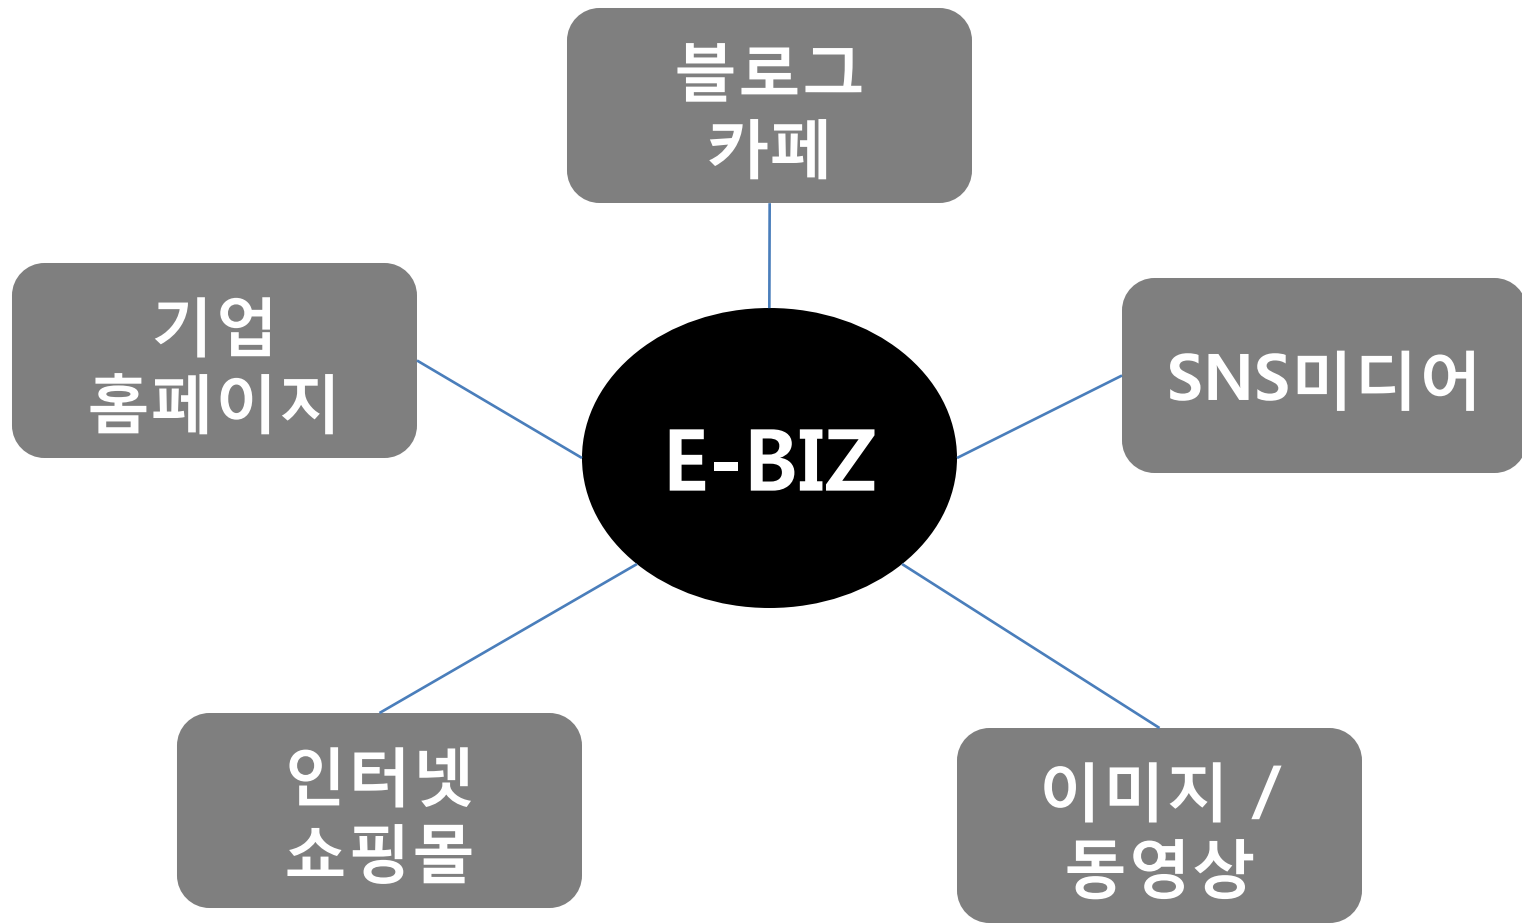 블로그
카페
기업
홈페이지
SNS미디어
E-BIZ
인터넷
쇼핑몰
이미지 /
동영상